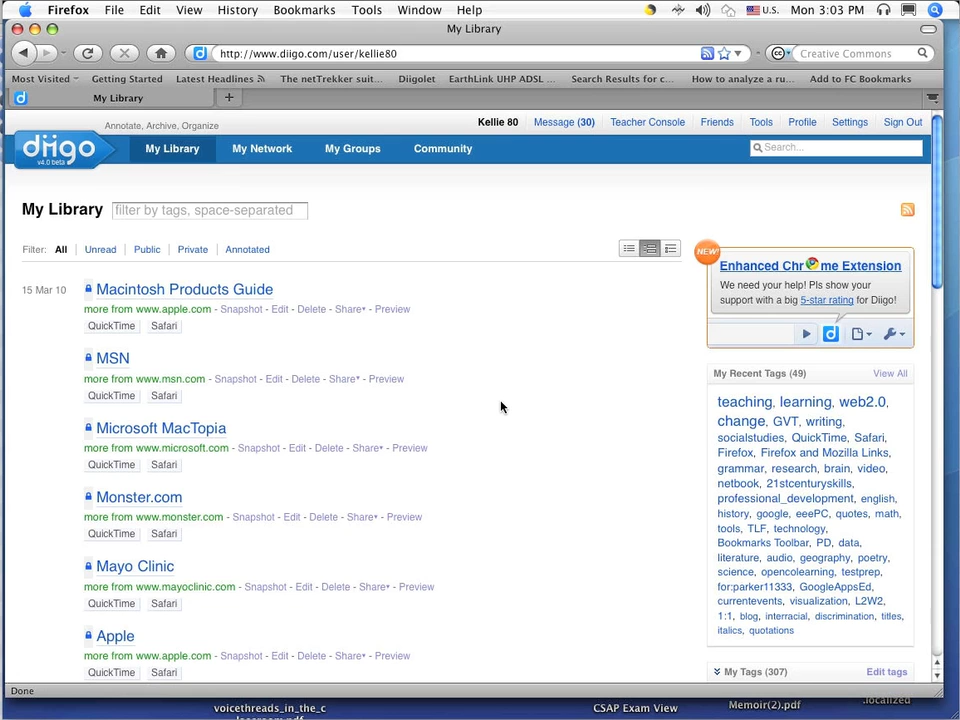 Firefox File Edit View History Bookmarks Tools Window Help U.S. Mon 3:03 PM
My Library
http://www.diigo.com/user/kellie80 cc Creative Commons
Most Visited Getting Started Latest Headlines The netTrekker suit... Diigolet EarthLink UHP ADSL ... Search Results for c... How to analyze a ru... Add to FC Bookmarks
My Library +
Annotate, Archive, Organize Kellie 80 Message (30) Teacher Console Friends Tools Profile Settings Sign Out
diigo My Library My Network My Groups Community Search...
v4.0 beta
My Library filter by tags, space-separated
Filter: All Unread Public Private Annotated
15 Mar 10 Macintosh Products Guide
more from www.apple.com - Snapshot - Edit - Delete - Share - Preview
QuickTime Safari
MSN
more from www.msn.com - Snapshot - Edit - Delete - Share - Preview
QuickTime Safari
Microsoft MacTopia
more from www.microsoft.com - Snapshot - Edit - Delete - Share - Preview
QuickTime Safari
Monster.com
more from www.monster.com - Snapshot - Edit - Delete - Share - Preview
QuickTime Safari
Mayo Clinic
more from www.mayoclinic.com - Snapshot - Edit - Delete - Share - Preview
QuickTime Safari
Apple
more from www.apple.com - Snapshot - Edit - Delete - Share - Preview
QuickTime Safari
NEW!
Enhanced Chrome Extension
We need your help! Pls show your
support with a big 5-star rating for Diigo!
d
My Recent Tags (49) View All
teaching, learning, web2.0,
change, GVT, writing,
socialstudies, QuickTime, Safari,
Firefox, Firefox and Mozilla Links,
grammar, research, brain, video,
netbook, 21stcenturyskills,
professional_development, english,
history, google, eeePC, quotes, math,
tools, TLF, technology,
Bookmarks Toolbar, PD, data,
literature, audio, geography, poetry,
science, opencolearning, testprep,
for:parker11333, GoogleAppsEd,
currentevents, visualization, L2W2,
1:1, blog, interracial, discrimination, titles,
italics, quotations
My Tags (307) Edit tags
Done
voicethreads_in_the_c CSAP Exam View Memoir(2).pdf .localized